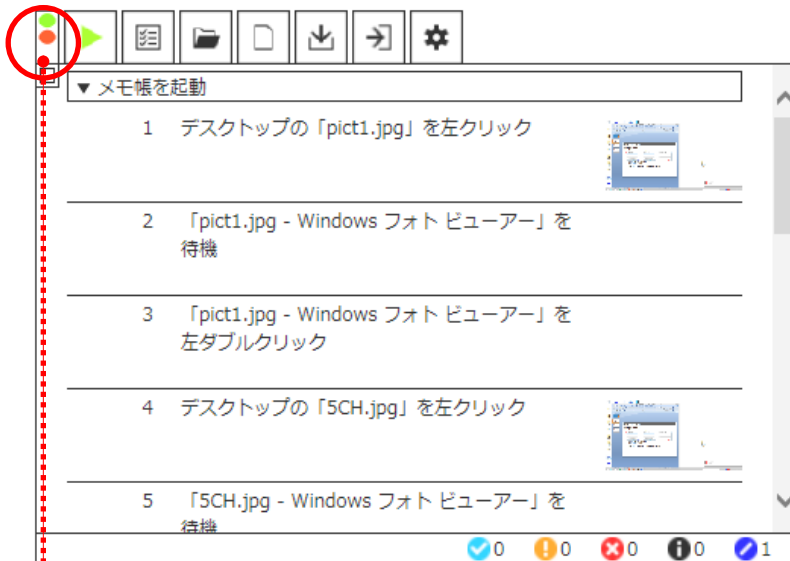 ▼ メモ帳を起動
1 デスクトップの「pict1.jpg」を左クリック
2 「pict1.jpg - Windows フォト ビューアー」を
待機
3 「pict1.jpg - Windows フォト ビューアー」を
左ダブルクリック
4 デスクトップの「5CH.jpg」を左クリック
5 「5CH.jpg - Windows フォト ビューアー」を
待機
0 0 0 0 1